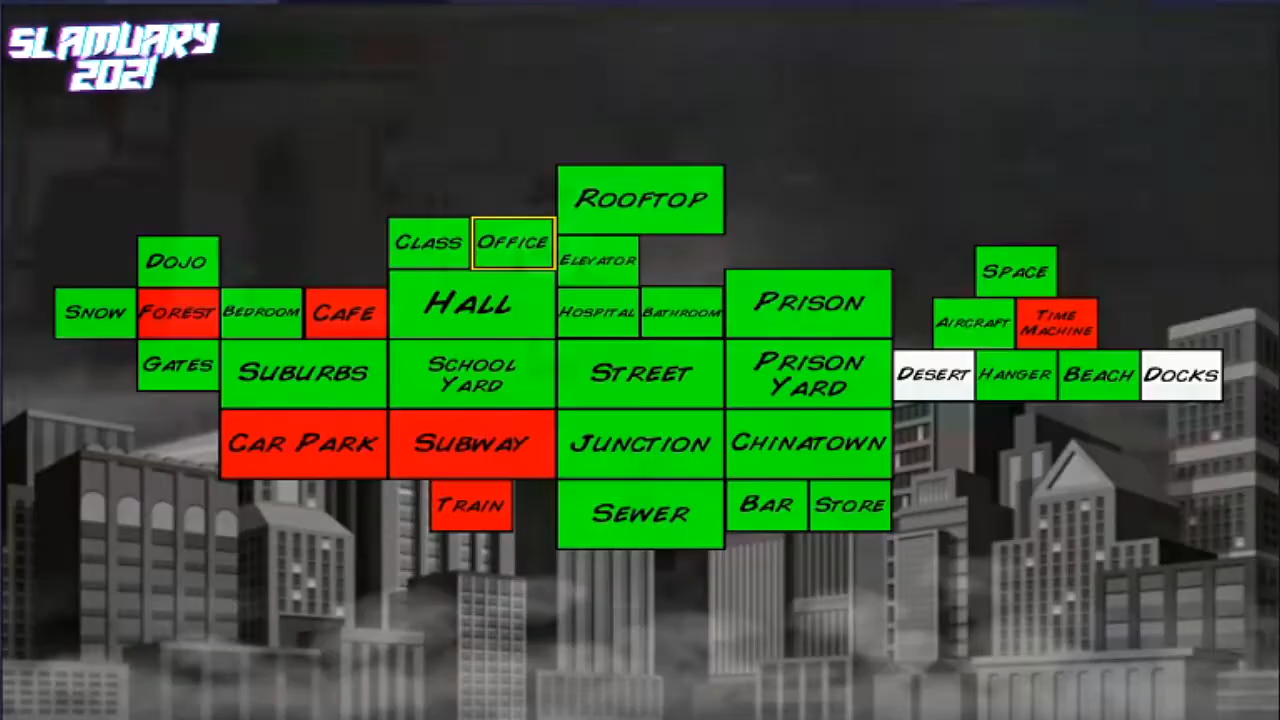 SLAMUARY
2021
ROOFTOP
CLASS
OFFICE
ELEVATOR
DOJO
SPACE
SNOW
FOREST
BEDROOM
CAFE
HALL
HOSPITAL
BATHROOM
PRISON
AIRCRAFT
TIME
MACHINE
GATES
SUBURBS
SCHOOL
YARD
STREET
PRISON
YARD
DESERT
HANGER
BEACH
DOCKS
CAR PARK
SUBWAY
JUNCTION
CHINATOWN
TRAIN
SEWER
BAR
STORE